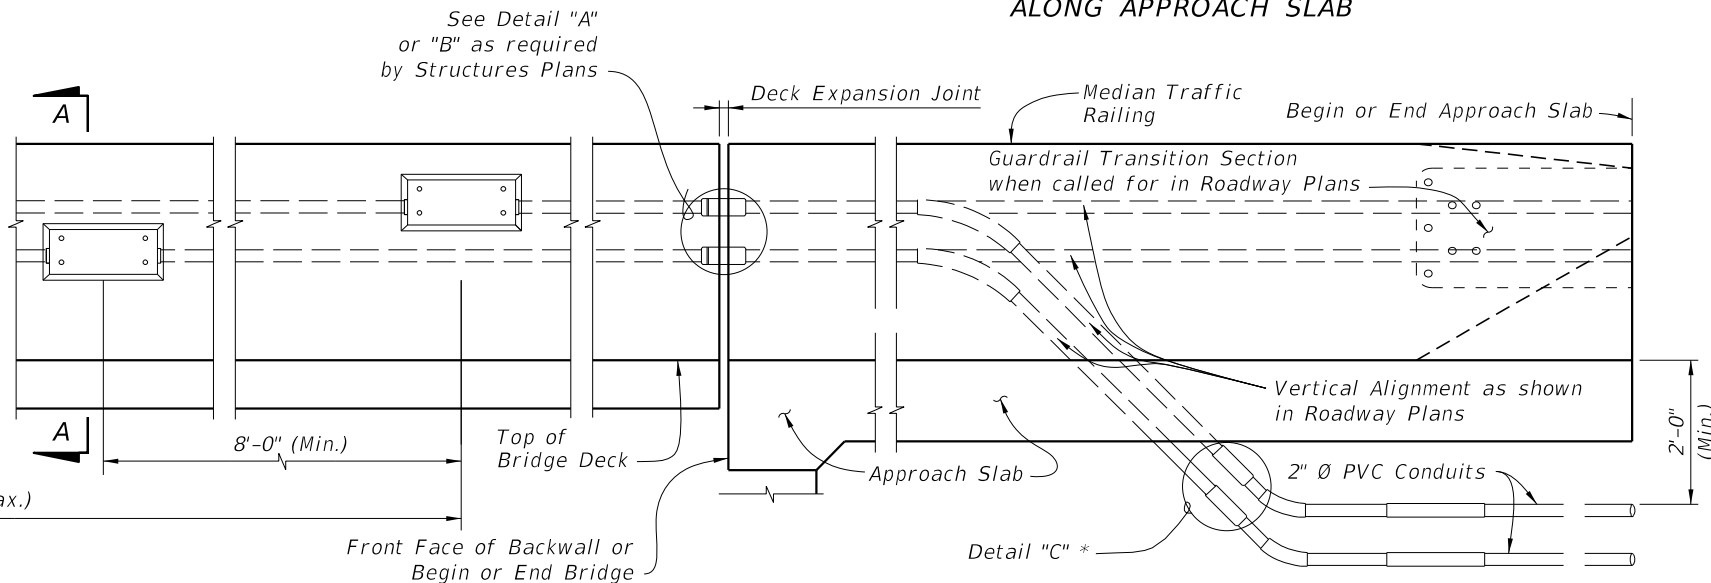 ALONG APPROACH SLAB
See Detail "A"
or "B" as required
by Structures Plans
Deck Expansion Joint
Median Traffic
Railing
Begin or End Approach Slab
A
Guardrail Transition Section
when called for in Roadway Plans
Vertical Alignment as shown
in Roadway Plans
A
8'-0" (Min.)
Top of
Bridge Deck
Approach Slab
2" Ø PVC Conduits
2'-0"
(Min.)
ax.)
Front Face of Backwall or
Begin or End Bridge
Detail "C" *